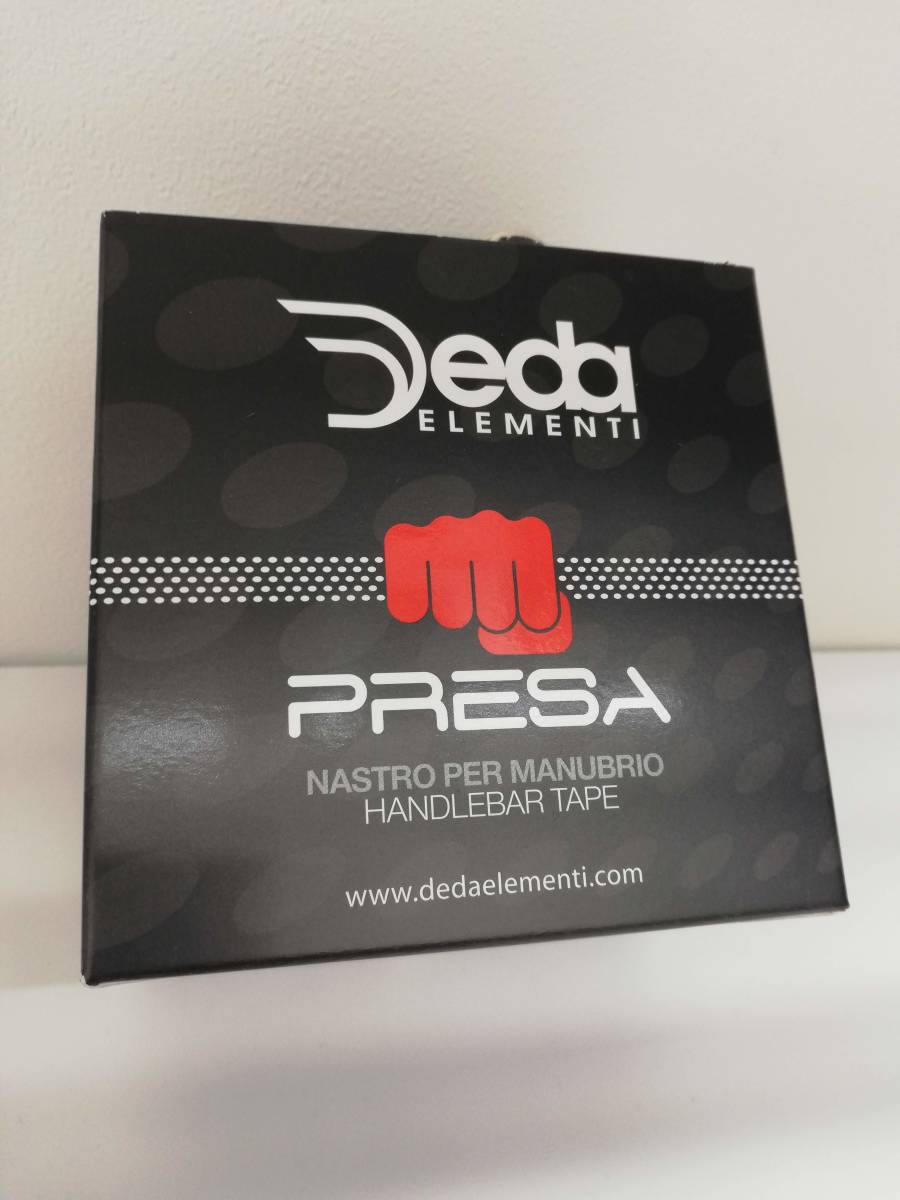 Deda
ELEMENTI
PRESA
NASTRO PER MANUBRIO
HANDLEBAR TAPE
www.dedaelementi.com